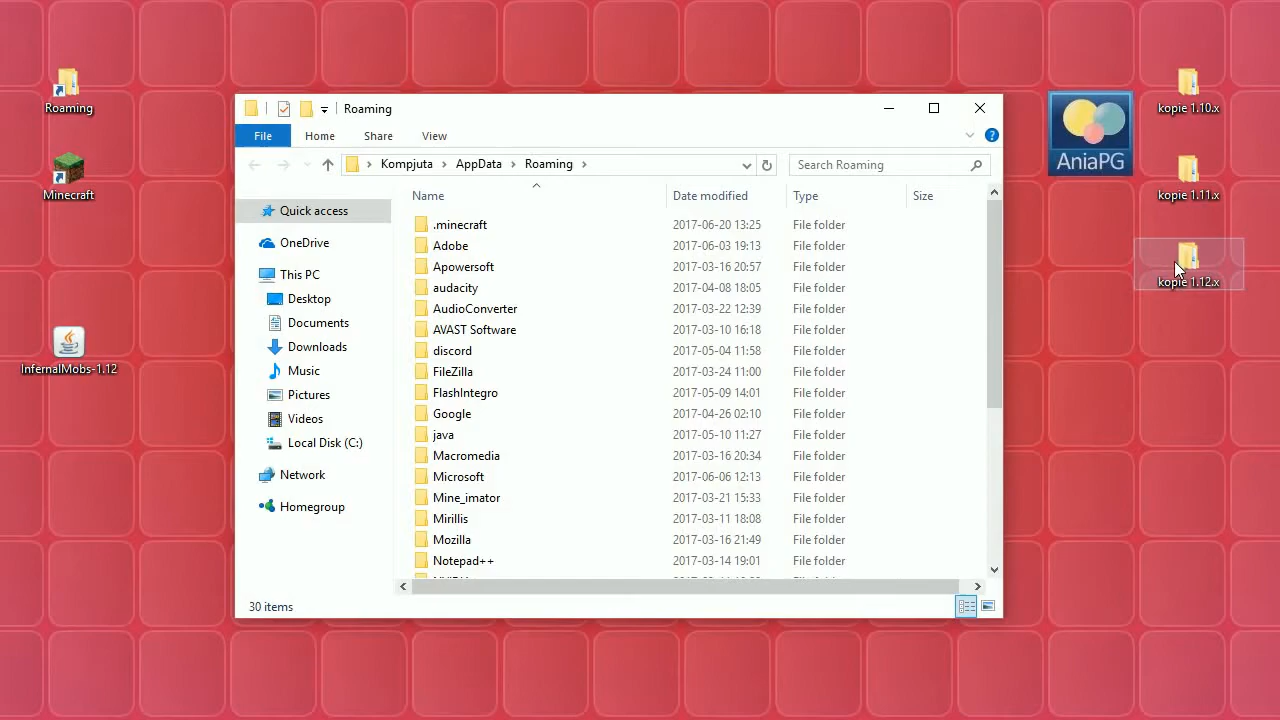 Roaming
Minecraft
InfernalMobs-1.12
Roaming
File Home Share View
Kompjuta AppData Roaming Search Roaming
Name Date modified Type Size
Quick access
OneDrive
This PC
Desktop
Documents
Downloads
Music
Pictures
Videos
Local Disk (C:)
Network
Homegroup
.minecraft 2017-06-20 13:25 File folder
Adobe 2017-06-03 19:13 File folder
Apowersoft 2017-03-16 20:57 File folder
audacity 2017-04-08 18:05 File folder
AudioConverter 2017-03-22 12:39 File folder
AVAST Software 2017-03-10 16:18 File folder
discord 2017-05-04 11:58 File folder
FileZilla 2017-03-24 11:00 File folder
FlashIntegro 2017-05-09 14:01 File folder
Google 2017-04-26 02:10 File folder
java 2017-05-10 11:27 File folder
Macromedia 2017-03-16 20:34 File folder
Microsoft 2017-06-06 12:13 File folder
Mine_imator 2017-03-21 15:33 File folder
Mirillis 2017-03-11 18:08 File folder
Mozilla 2017-03-16 21:49 File folder
Notepad++ 2017-03-14 19:01 File folder
30 items
AniaPG
kopie 1.10.x
kopie 1.11.x
kopie 1.12.x